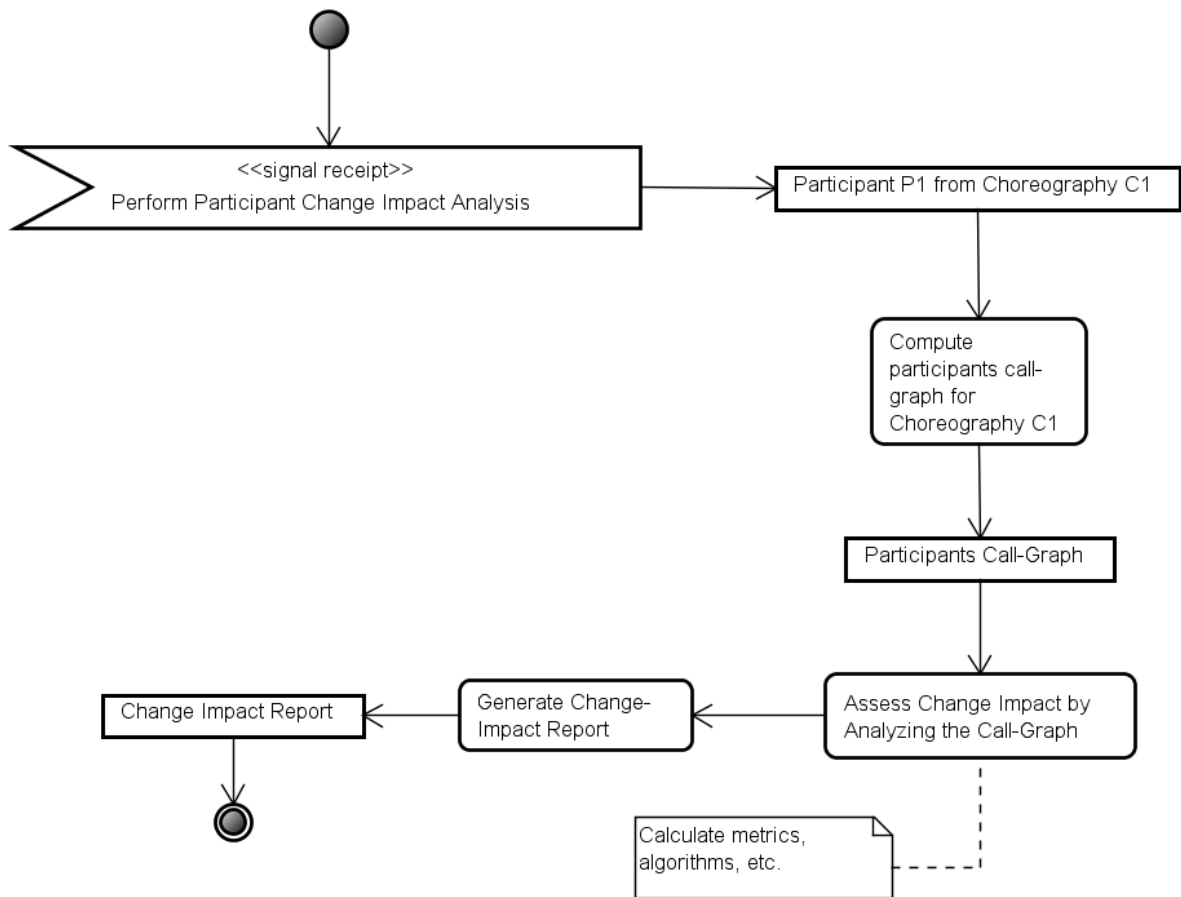 <<signal receipt>>
Perform Participant Change Impact Analysis
Participant P1 from Choreography C1
Compute
participants call-
graph for
Choreography C1
Participants Call-Graph
Assess Change Impact by
Analyzing the Call-Graph
Generate Change-
Impact Report
Change Impact Report
Calculate metrics,
algorithms, etc.